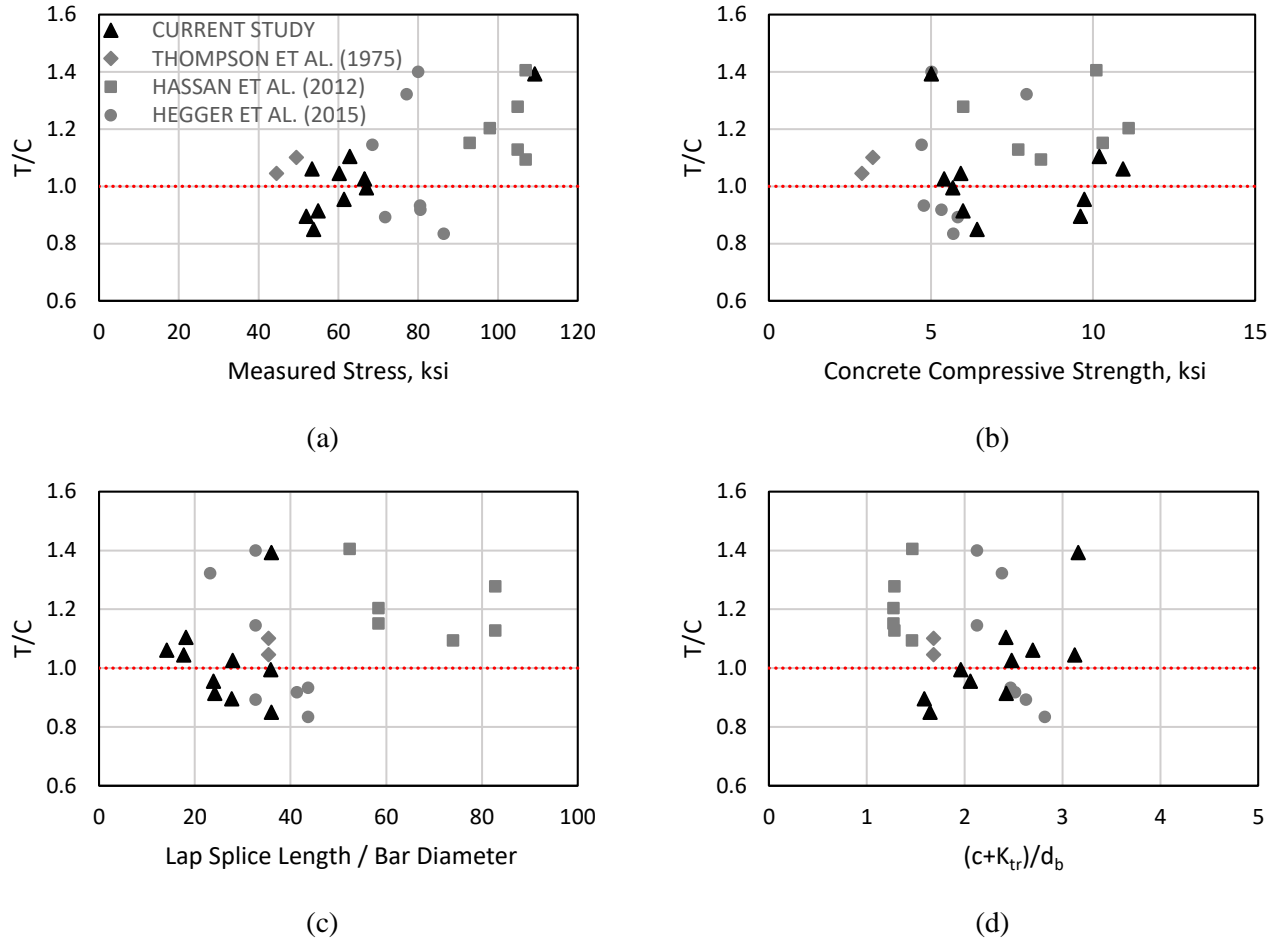 1.6
1.4
1.2
1.0
0.8
0.6
T/C
CURRENT STUDY
THOMPSON ET AL. (1975)
HASSAN ET AL. (2012)
HEGGER ET AL. (2015)
0 20 40 60 80 100 120
Measured Stress, ksi
(a)
1.6
1.4
1.2
1.0
0.8
0.6
T/C
0 5 10 15
Concrete Compressive Strength, ksi
(b)
1.6
1.4
1.2
1.0
0.8
0.6
T/C
0 20 40 60 80 100
Lap Splice Length / Bar Diameter
(c)
1.6
1.4
1.2
1.0
0.8
0.6
T/C
0 1 2 3 4 5
(c+Ktr)/db
(d)